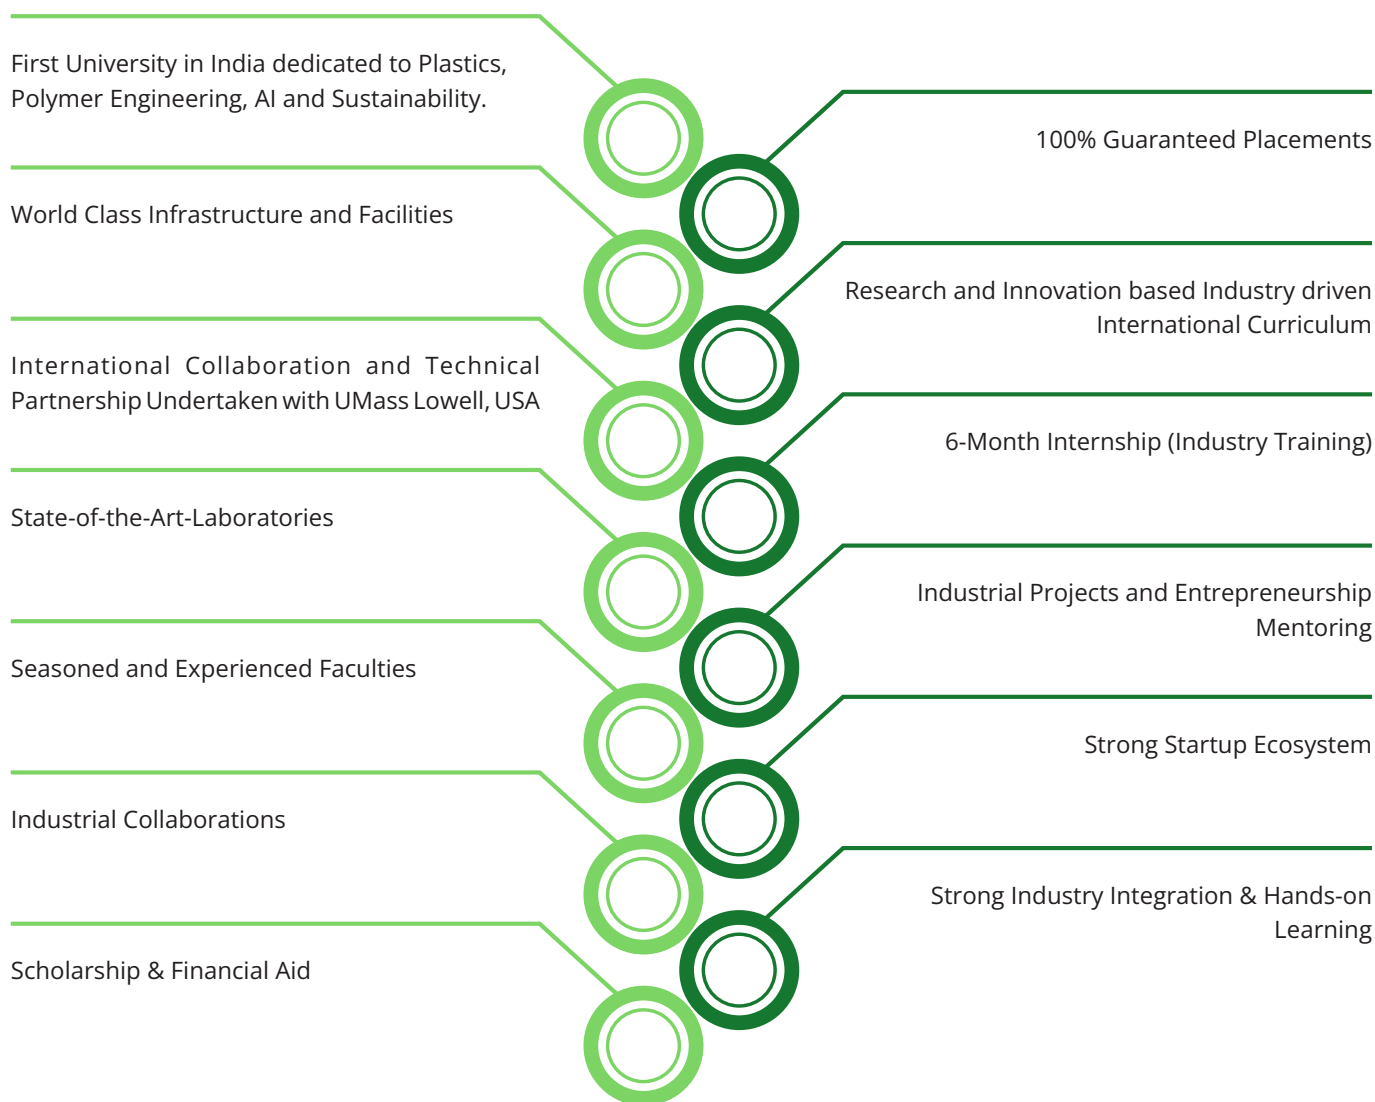 First University in India dedicated to Plastics,
Polymer Engineering, AI and Sustainability.
100% Guaranteed Placements
World Class Infrastructure and Facilities
Research and Innovation based Industry driven
International Curriculum
International Collaboration and Technical
Partnership Undertaken with UMass Lowell, USA
6-Month Internship (Industry Training)
State-of-the-Art-Laboratories
Industrial Projects and Entrepreneurship
Mentoring
Seasoned and Experienced Faculties
Strong Startup Ecosystem
Industrial Collaborations
Strong Industry Integration & Hands-on
Learning
Scholarship & Financial Aid